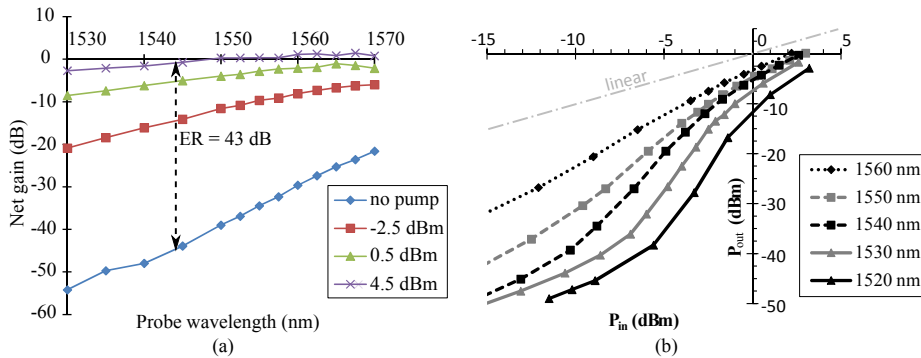 1530 1540 1550 1560 1570
10
0
-10
-20
-30
-40
-50
-60
Net gain (dB)
ER = 43 dB
no pump
-2.5 dBm
0.5 dBm
4.5 dBm
Probe wavelength (nm)
(a)
-15 -10 -5 0 5
linear
-10
-20
-30
-40
-50
P_out (dBm)
1560 nm
1550 nm
1540 nm
1530 nm
1520 nm
P_in (dBm)
(b)